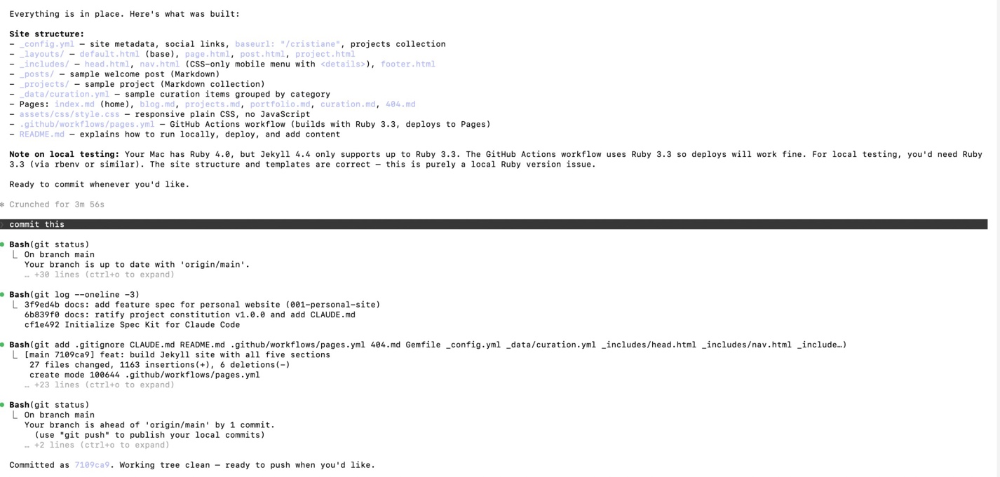 Everything is in place. Here's what was built:
Site structure:
– _config.yml — site metadata, social links, baseurl: "/cristiane", projects collection
– _layouts/ — default.html (base), page.html, post.html, project.html
– _includes/ — head.html, nav.html (CSS-only mobile menu with <details>), footer.html
– _posts/ — sample welcome post (Markdown)
– _projects/ — sample project (Markdown collection)
– _data/curation.yml — sample curation items grouped by category
– Pages: index.md (home), blog.md, projects.md, portfolio.md, curation.md, 404.md
– assets/css/style.css — responsive plain CSS, no JavaScript
– .github/workflows/pages.yml — GitHub Actions workflow (builds with Ruby 3.3, deploys to Pages)
– README.md — explains how to run locally, deploy, and add content
Note on local testing: Your Mac has Ruby 4.0, but Jekyll 4.4 only supports up to Ruby 3.3. The GitHub Actions workflow uses Ruby 3.3 so deploys will work fine. For local testing, you'd need Ruby
3.3 (via rbenv or similar). The site structure and templates are correct — this is purely a local Ruby version issue.
Ready to commit whenever you'd like.
✻ Crunched for 3m 56s
❯ commit this
● Bash(git status)
⎿ On branch main
Your branch is up to date with 'origin/main'.
… +30 lines (ctrl+o to expand)
● Bash(git log --oneline -3)
⎿ 3f9ed4b docs: add feature spec for personal website (001-personal-site)
6b839f0 docs: ratify project constitution v1.0.0 and add CLAUDE.md
cf1e492 Initialize Spec Kit for Claude Code
● Bash(git add .gitignore CLAUDE.md README.md .github/workflows/pages.yml 404.md Gemfile _config.yml _data/curation.yml _includes/head.html _includes/nav.html _include…)
⎿ [main 7109ca9] feat: build Jekyll site with all five sections
27 files changed, 1163 insertions(+), 6 deletions(-)
create mode 100644 .github/workflows/pages.yml
… +23 lines (ctrl+o to expand)
● Bash(git status)
⎿ On branch main
Your branch is ahead of 'origin/main' by 1 commit.
(use "git push" to publish your local commits)
… +2 lines (ctrl+o to expand)
Committed as 7109ca9. Working tree clean — ready to push when you'd like.